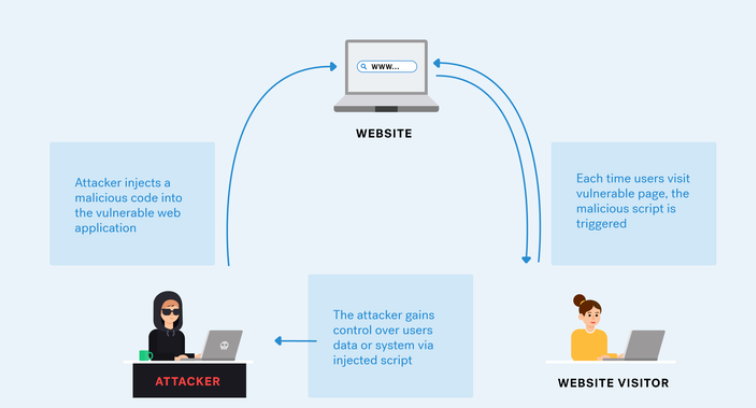 WWW...
WEBSITE
Attacker injects a
malicious code into
the vulnerable web
application
Each time users visit
vulnerable page, the
malicious script is
triggered
The attacker gains
control over users
data or system via
injected script
ATTACKER
WEBSITE VISITOR